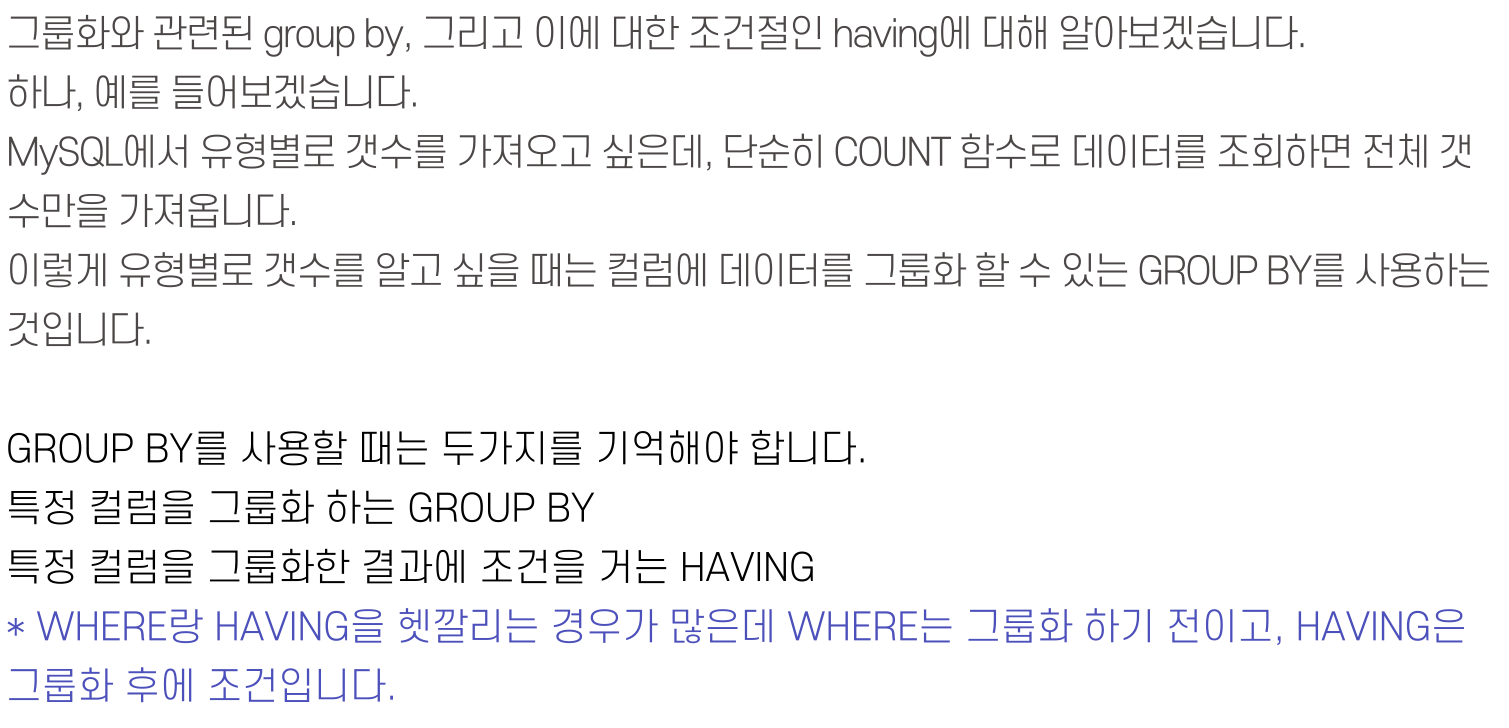 그룹화와 관련된 group by, 그리고 이에 대한 조건절인 having에 대해 알아보겠습니다.
하나, 예를 들어보겠습니다.
MySQL에서 유형별로 갯수를 가져오고 싶은데, 단순히 COUNT 함수로 데이터를 조회하면 전체 갯
수만을 가져옵니다.
이렇게 유형별로 갯수를 알고 싶을 때는 컬럼에 데이터를 그룹화 할 수 있는 GROUP BY를 사용하는
것입니다.
GROUP BY를 사용할 때는 두가지를 기억해야 합니다.
특정 컬럼을 그룹화 하는 GROUP BY
특정 컬럼을 그룹화한 결과에 조건을 거는 HAVING
* WHERE랑 HAVING을 헷깔리는 경우가 많은데 WHERE는 그룹화 하기 전이고, HAVING은
그룹화 후에 조건입니다.